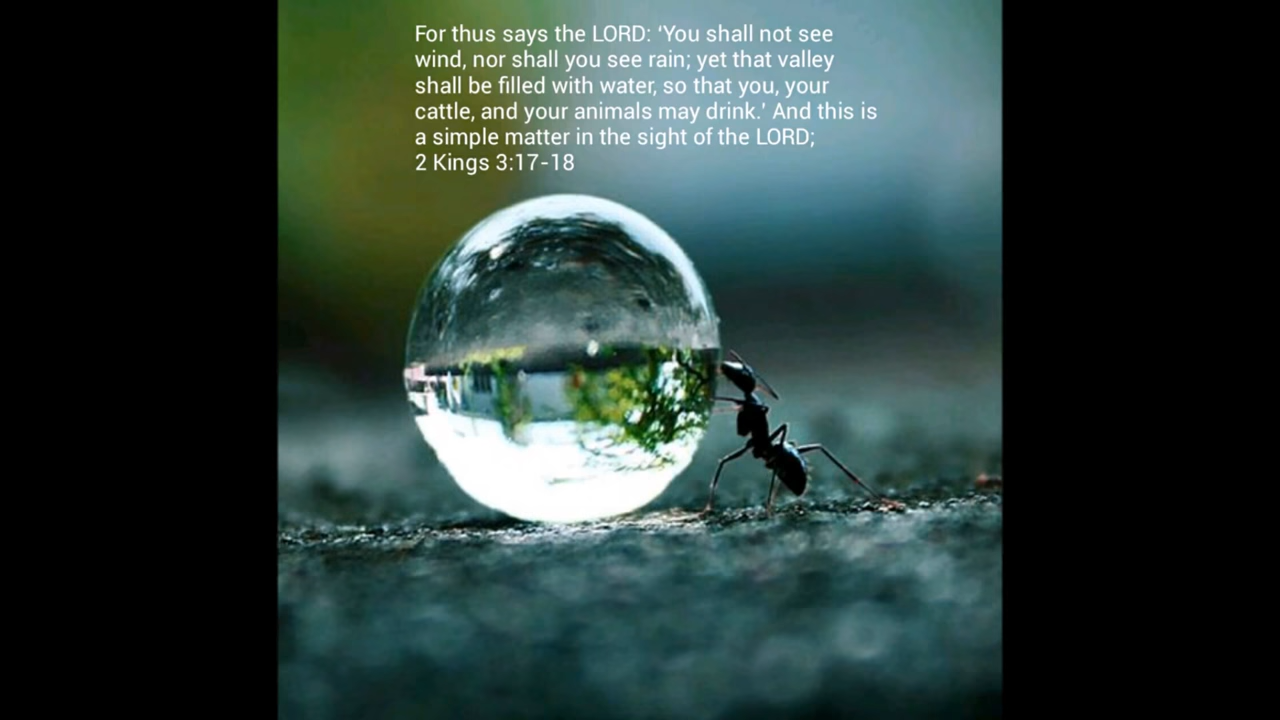 For thus says the LORD: ‘You shall not see
wind, nor shall you see rain; yet that valley
shall be filled with water, so that you, your
cattle, and your animals may drink.’ And this is
a simple matter in the sight of the LORD;
2 Kings 3:17-18